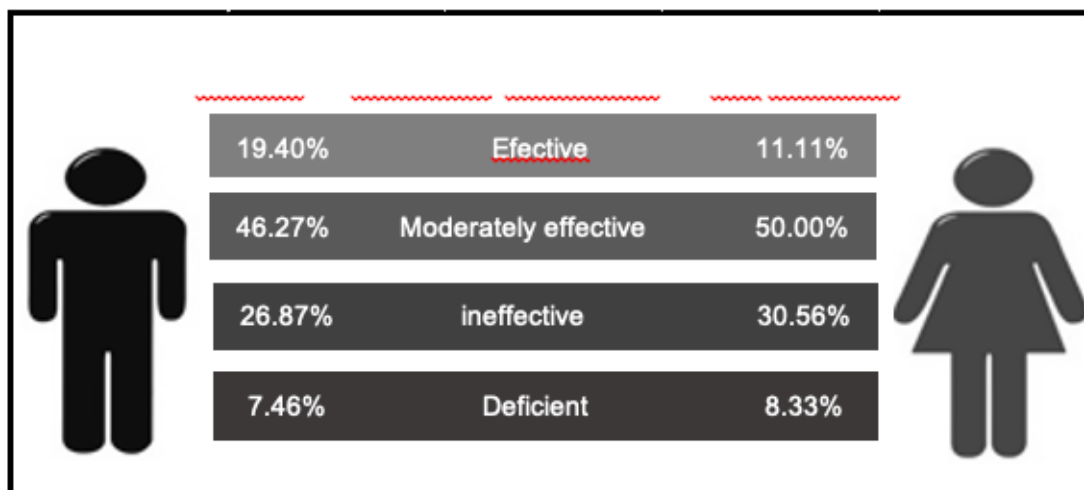 19.40% Efective 11.11%
46.27% Moderately effective 50.00%
26.87% ineffective 30.56%
7.46% Deficient 8.33%